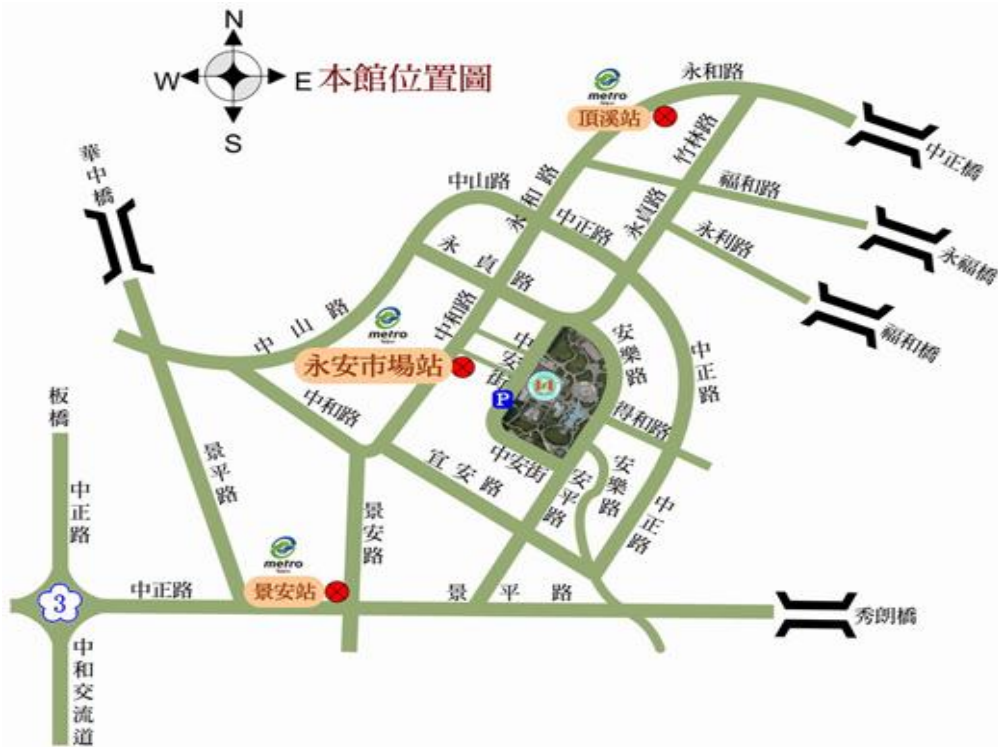 N
W
E
S
本館位置圖
metro
頂溪站
永和路
中正橋
竹林路
華中橋
中山路
永和路
中正路
永貞路
福和路
永福橋
永利路
福和橋
永貞路
中山路
metro
中和路
永安市場站
中安街
安樂路
中正路
P
得和路
板橋
中和路
宜安路
中安街
安平路
安樂路
中正路
景平路
景安路
中正路
metro
景安站
3
中正路
景平路
秀朗橋
中和交流道